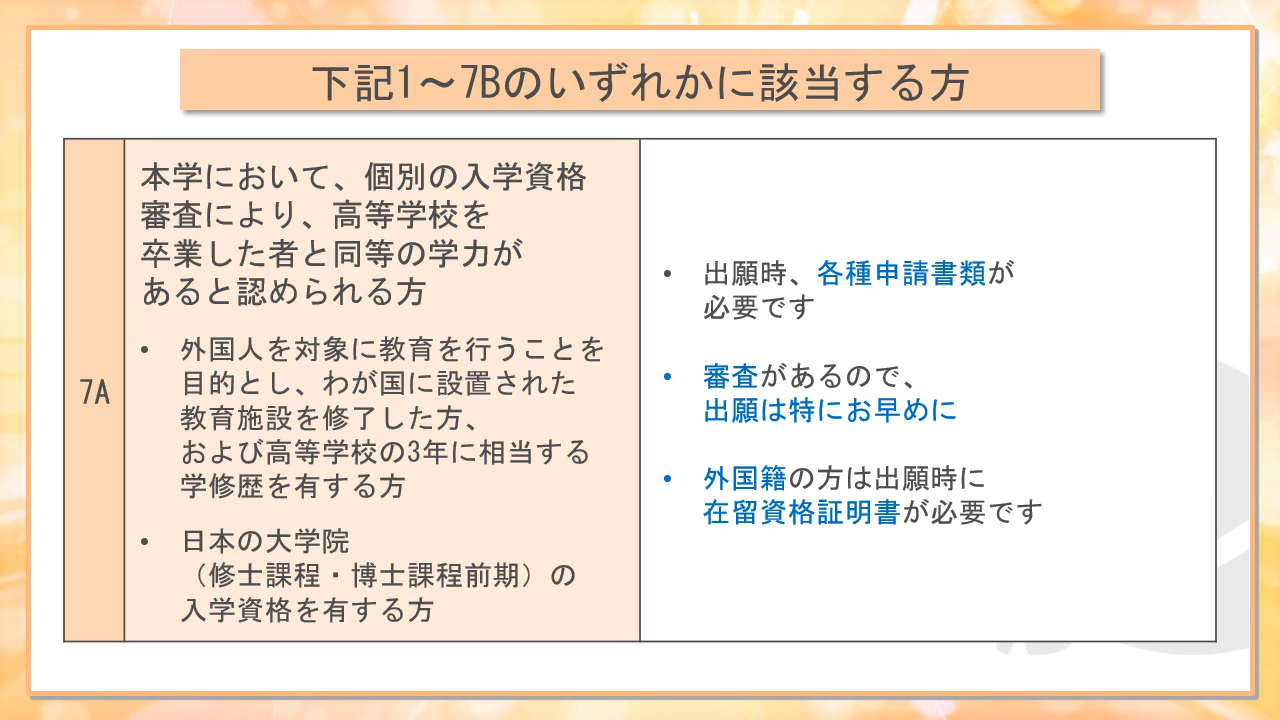 下記1～7Bのいずれかに該当する方
7A
本学において、個別の入学資格
審査により、高等学校を
卒業した者と同等の学力が
あると認められる方
• 外国人を対象に教育を行うことを
目的とし、わが国に設置された
教育施設を修了した方、
および高等学校の3年に相当する
学修歴を有する方
• 日本の大学院
（修士課程・博士課程前期）の
入学資格を有する方
• 出願時、各種申請書類が
必要です
• 審査があるので、
出願は特にお早めに
• 外国籍の方は出願時に
在留資格証明書が必要です